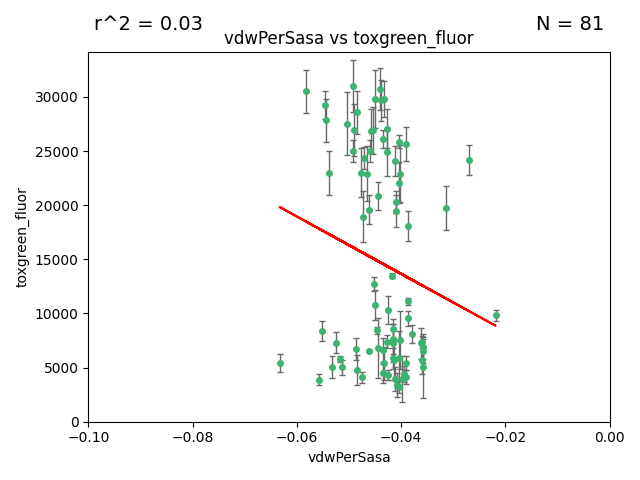 r^2 = 0.03
N = 81
vdwPerSasa vs toxgreen_fluor
30000
25000
20000
15000
10000
5000
0
toxgreen_fluor
−0.10
−0.08
−0.06
−0.04
−0.02
0.00
vdwPerSasa